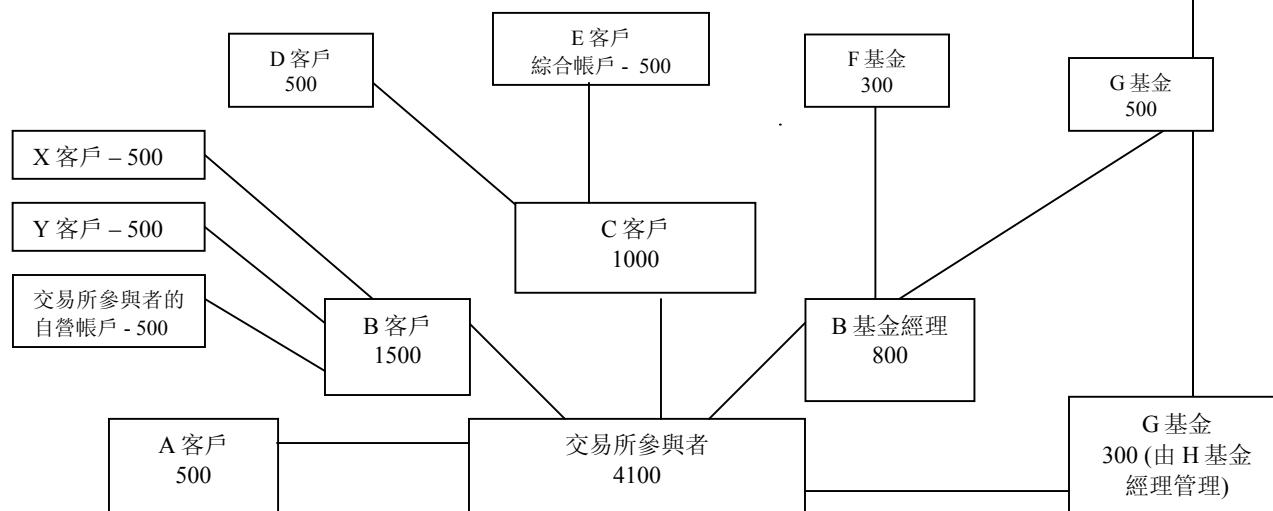 D 客戶
500
E 客戶
綜合帳戶 - 500
F 基金
300
G 基金
500
X 客戶 – 500
Y 客戶 – 500
交易所參與者的
自營帳戶 - 500
C 客戶
1000
B 客戶
1500
B 基金經理
800
A 客戶
500
交易所參與者
4100
G 基金
300 (由 H 基金
經理管理)